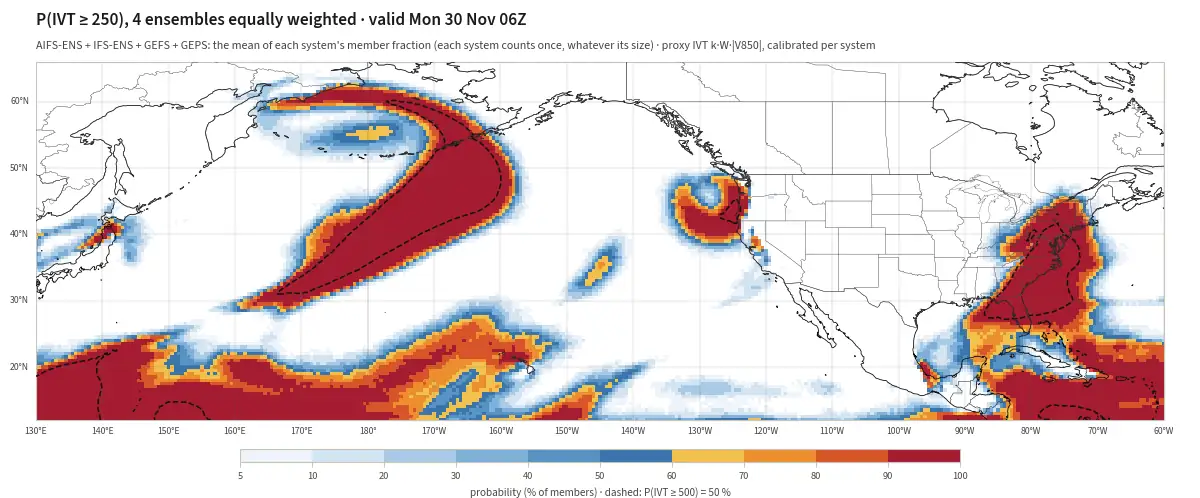 P(IVT ≥ 250), 4 ensembles equally weighted · valid Mon 30 Nov 06Z
AIFS-ENS + IFS-ENS + GEFS + GEPS: the mean of each system's member fraction (each system counts once, whatever its size) · proxy IVT k·W·|V850|, calibrated per system
60°N
50°N
40°N
30°N
20°N
130°E 140°E 150°E 160°E 170°E 180° 170°W 160°W 150°W 140°W 130°W 120°W 110°W 100°W 90°W 80°W 70°W 60°W
5 10 20 30 40 50 60 70 80 90 100
probability (% of members) · dashed: P(IVT ≥ 500) = 50 %